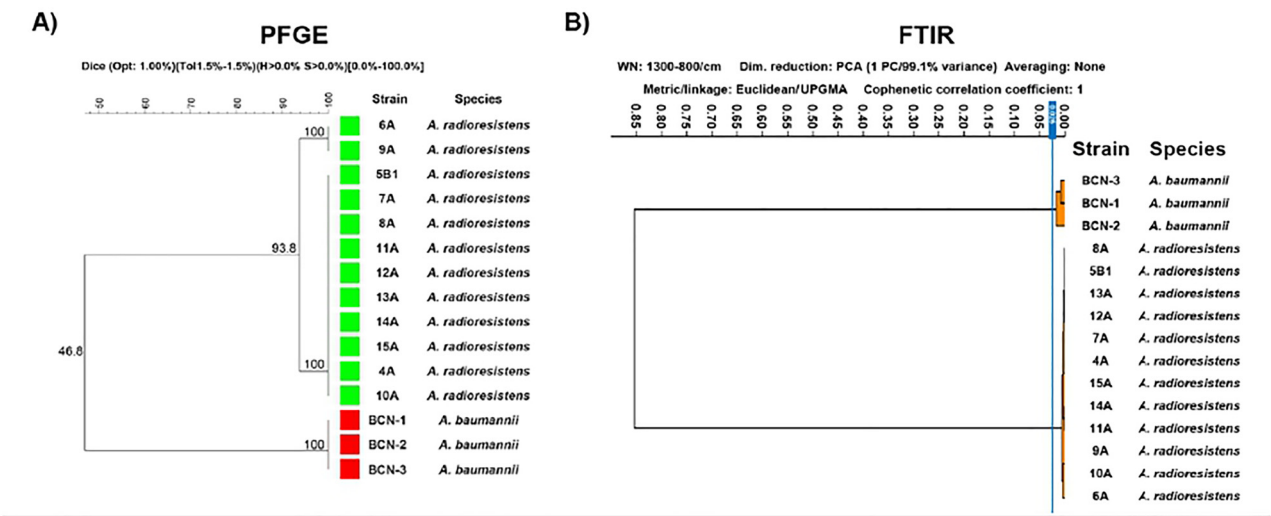 A)
PFGE
Dice (Opt: 1.00%)(Tol1.5%-1.5%)(H>0.0% S>0.0%)[0.0%-100.0%]
50 60 70 80 90 100
Strain Species
100
6A A. radioresistens
9A A. radioresistens
5B1 A. radioresistens
7A A. radioresistens
8A A. radioresistens
93.8
11A A. radioresistens
12A A. radioresistens
13A A. radioresistens
14A A. radioresistens
46.8
15A A. radioresistens
100
4A A. radioresistens
10A A. radioresistens
BCN-1 A. baumannii
100
BCN-2 A. baumannii
BCN-3 A. baumannii
B)
FTIR
WN: 1300-800/cm Dim. reduction: PCA (1 PC/99.1% variance) Averaging: None
Metric/linkage: Euclidean/UPGMA Cophenetic correlation coefficient: 1
0.85 0.80 0.75 0.70 0.65 0.60 0.55 0.50 0.45 0.40 0.35 0.30 0.25 0.20 0.15 0.10 0.05 0.00
Strain Species
BCN-3 A. baumannii
BCN-1 A. baumannii
BCN-2 A. baumannii
8A A. radioresistens
5B1 A. radioresistens
13A A. radioresistens
12A A. radioresistens
7A A. radioresistens
4A A. radioresistens
15A A. radioresistens
14A A. radioresistens
11A A. radioresistens
9A A. radioresistens
10A A. radioresistens
6A A. radioresistens